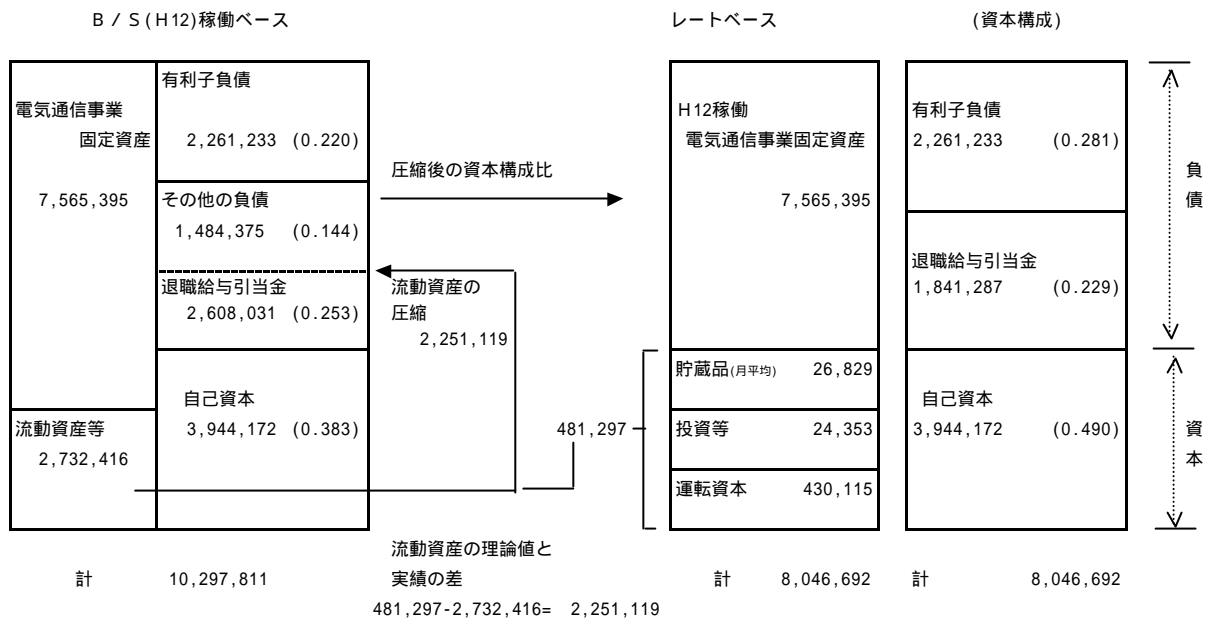 Ｂ／Ｓ(Ｈ12)稼働ベース
レートベース
(資本構成)
電気通信事業
固定資産
7,565,395
流動資産等
2,732,416
有利子負債
2,261,233 (0.220)
その他の負債
1,484,375 (0.144)
退職給与引当金
2,608,031 (0.253)
自己資本
3,944,172 (0.383)
計 10,297,811
圧縮後の資本構成比
流動資産の
圧縮
2,251,119
481,297
流動資産の理論値と
実績の差
481,297-2,732,416= 2,251,119
Ｈ12稼働
電気通信事業固定資産
7,565,395
貯蔵品(月平均) 26,829
投資等 24,353
運転資本 430,115
計 8,046,692
有利子負債
2,261,233 (0.281)
退職給与引当金
1,841,287 (0.229)
自己資本
3,944,172 (0.490)
計 8,046,692
負債
資本